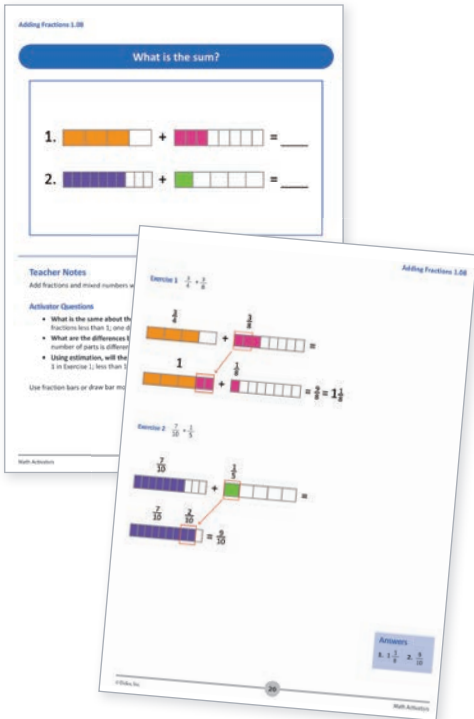 Adding Fractions 1.08
What is the sum?
1. + = ____
2. + = ____
Teacher Notes
Add fractions and mixed numbers w
Activator Questions
• What is the same about th
fractions less than 1; one d
• What are the differences b
number of parts is differen
• Using estimation, will the
1 in Exercise 1; less than 1
Use fraction bars or draw bar mo
Math Activators
Adding Fractions 1.08
Exercise 1 3/4 + 3/8
3/4 3/8
+ =
1 1/8
+ = 9/8 = 1 1/8
Exercise 2 7/10 + 1/5
7/10 1/5
+ =
7/10 2/10
= 9/10
Answers
1. 1 1/8 2. 9/10
20
Math Activators